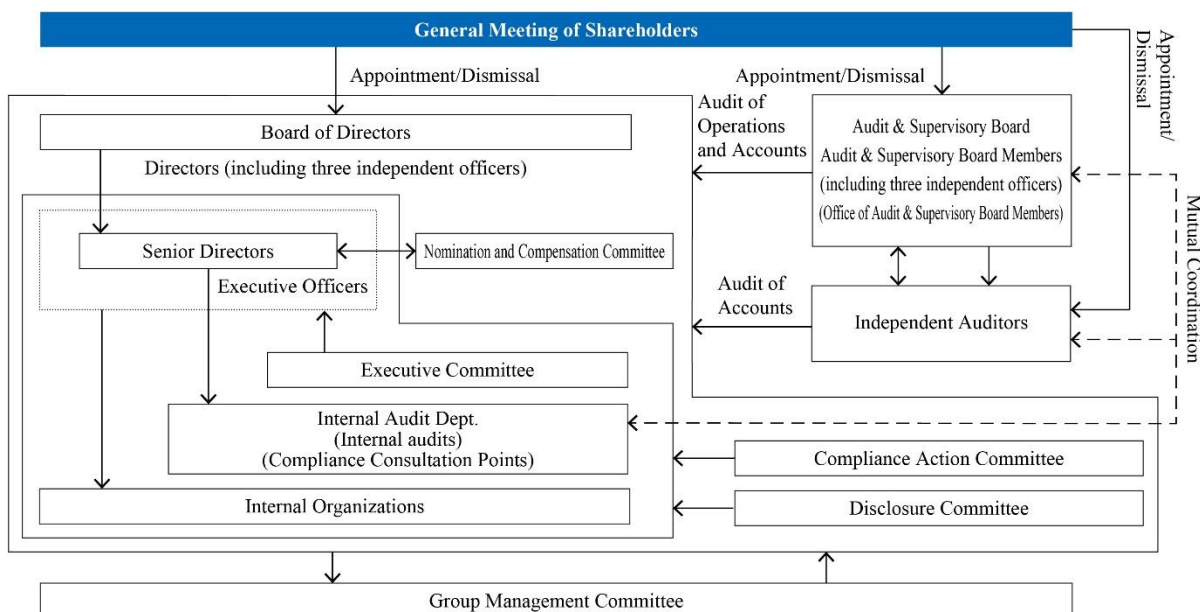 General Meeting of Shareholders
Appointment/Dismissal
Appointment/Dismissal
Appointment/
Dismissal
Board of Directors
Directors (including three independent officers)
Audit of
Operations
and Accounts
Audit & Supervisory Board
Audit & Supervisory Board Members
(including three independent officers)
(Office of Audit & Supervisory Board Members)
Mutual Coordination
Senior Directors
Nomination and Compensation Committee
Executive Officers
Audit of
Accounts
Independent Auditors
Executive Committee
Internal Audit Dept.
(Internal audits)
(Compliance Consultation Points)
Compliance Action Committee
Internal Organizations
Disclosure Committee
Group Management Committee